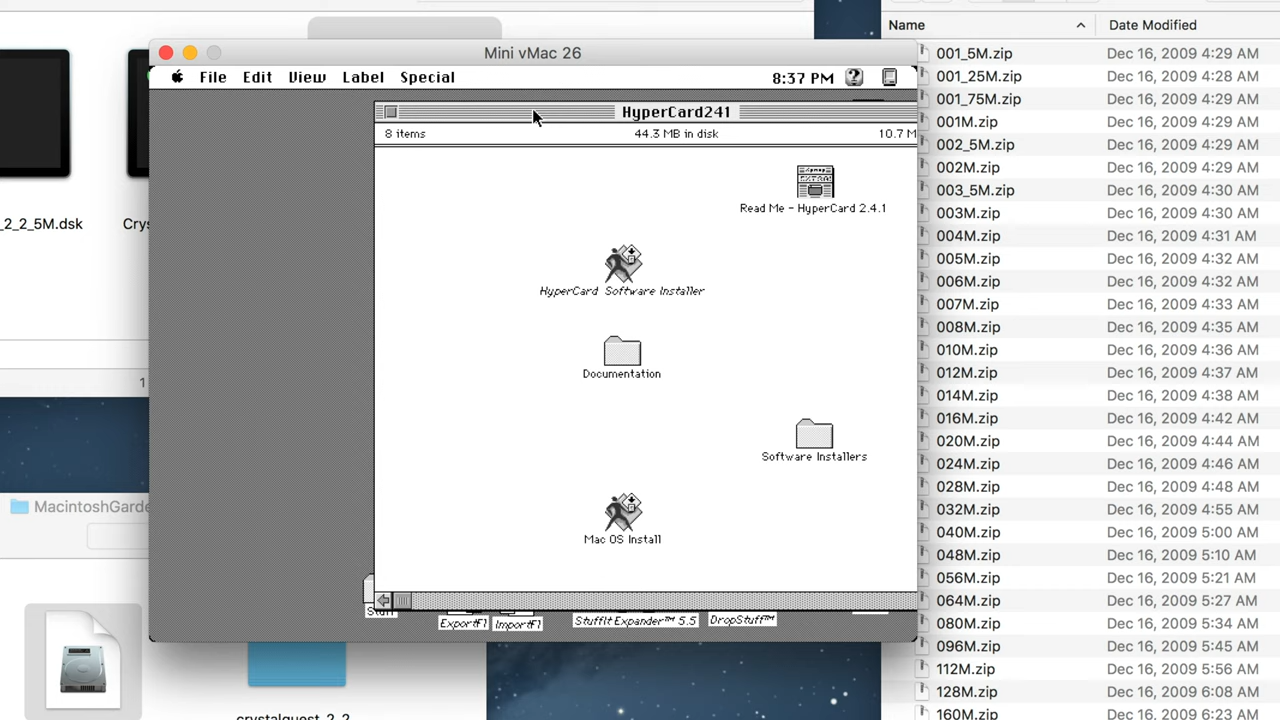 Mini vMac 26
File Edit View Label Special
8:37 PM
HyperCard241
8 items
44.3 MB in disk
10.7 M
Read Me - HyperCard 2.4.1
HyperCard Software Installer
Documentation
Software Installers
Mac OS Install
Stuff
ExportFl
ImportFl
StuffIt Expander™ 5.5
DropStuff™
_2_2_5M.dsk
Crys
1
MacintoshGarde
crystalquest_2_2
Name
Date Modified
001_5M.zip Dec 16, 2009 4:29 AM
001_25M.zip Dec 16, 2009 4:28 AM
001_75M.zip Dec 16, 2009 4:29 AM
001M.zip Dec 16, 2009 4:29 AM
002_5M.zip Dec 16, 2009 4:29 AM
002M.zip Dec 16, 2009 4:29 AM
003_5M.zip Dec 16, 2009 4:30 AM
003M.zip Dec 16, 2009 4:30 AM
004M.zip Dec 16, 2009 4:31 AM
005M.zip Dec 16, 2009 4:32 AM
006M.zip Dec 16, 2009 4:32 AM
007M.zip Dec 16, 2009 4:33 AM
008M.zip Dec 16, 2009 4:35 AM
010M.zip Dec 16, 2009 4:36 AM
012M.zip Dec 16, 2009 4:37 AM
014M.zip Dec 16, 2009 4:38 AM
016M.zip Dec 16, 2009 4:42 AM
020M.zip Dec 16, 2009 4:44 AM
024M.zip Dec 16, 2009 4:46 AM
028M.zip Dec 16, 2009 4:48 AM
032M.zip Dec 16, 2009 4:55 AM
040M.zip Dec 16, 2009 5:00 AM
048M.zip Dec 16, 2009 5:10 AM
056M.zip Dec 16, 2009 5:21 AM
064M.zip Dec 16, 2009 5:27 AM
080M.zip Dec 16, 2009 5:34 AM
096M.zip Dec 16, 2009 5:45 AM
112M.zip Dec 16, 2009 5:56 AM
128M.zip Dec 16, 2009 6:08 AM
160M.zip Dec 16, 2009 6:23 AM